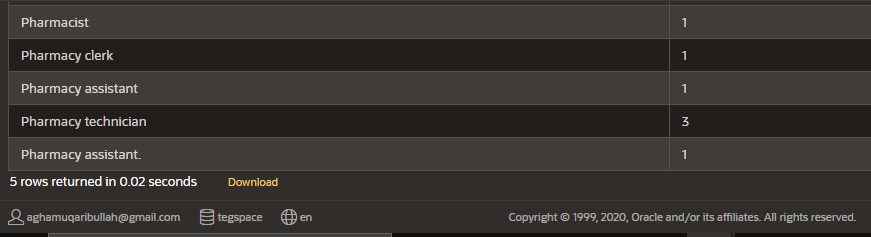 Pharmacist 1
Pharmacy clerk 1
Pharmacy assistant 1
Pharmacy technician 3
Pharmacy assistant. 1
5 rows returned in 0.02 seconds Download
aghamuqaribullah@gmail.com tegspace en Copyright © 1999, 2020, Oracle and/or its affiliates. All rights reserved.